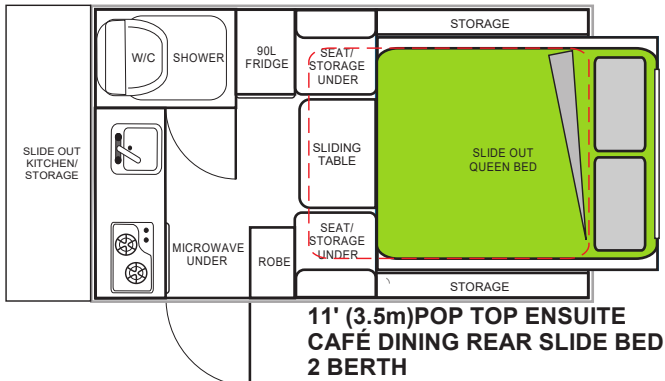 STORAGE
W/C
SHOWER
90L
FRIDGE
SEAT/
STORAGE
UNDER
SLIDE OUT
KITCHEN/
STORAGE
SLIDING
TABLE
SLIDE OUT
QUEEN BED
MICROWAVE
UNDER
ROBE
SEAT/
STORAGE
UNDER
STORAGE
11' (3.5m)POP TOP ENSUITE
CAFÉ DINING REAR SLIDE BED
2 BERTH